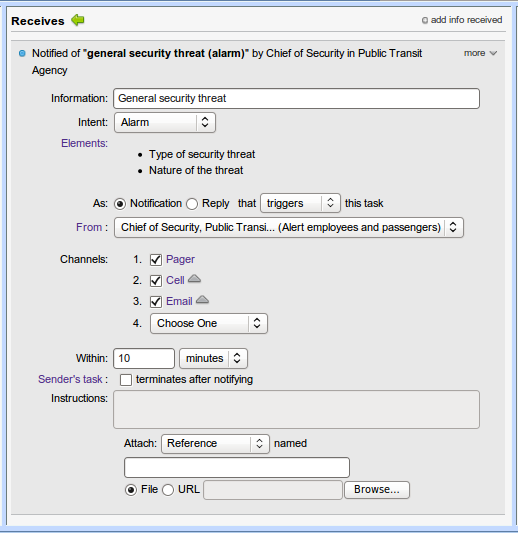 Receives add info received
Notified of "general security threat (alarm)" by Chief of Security in Public Transit more
Agency
Information: General security threat
Intent: Alarm
Elements:
• Type of security threat
• Nature of the threat
As: Notification Reply that triggers this task
From : Chief of Security, Public Transi... (Alert employees and passengers)
Channels: 1. Pager
2. Cell
3. Email
4. Choose One
Within: 10 minutes
Sender's task : terminates after notifying
Instructions:
Attach: Reference named
File URL Browse...